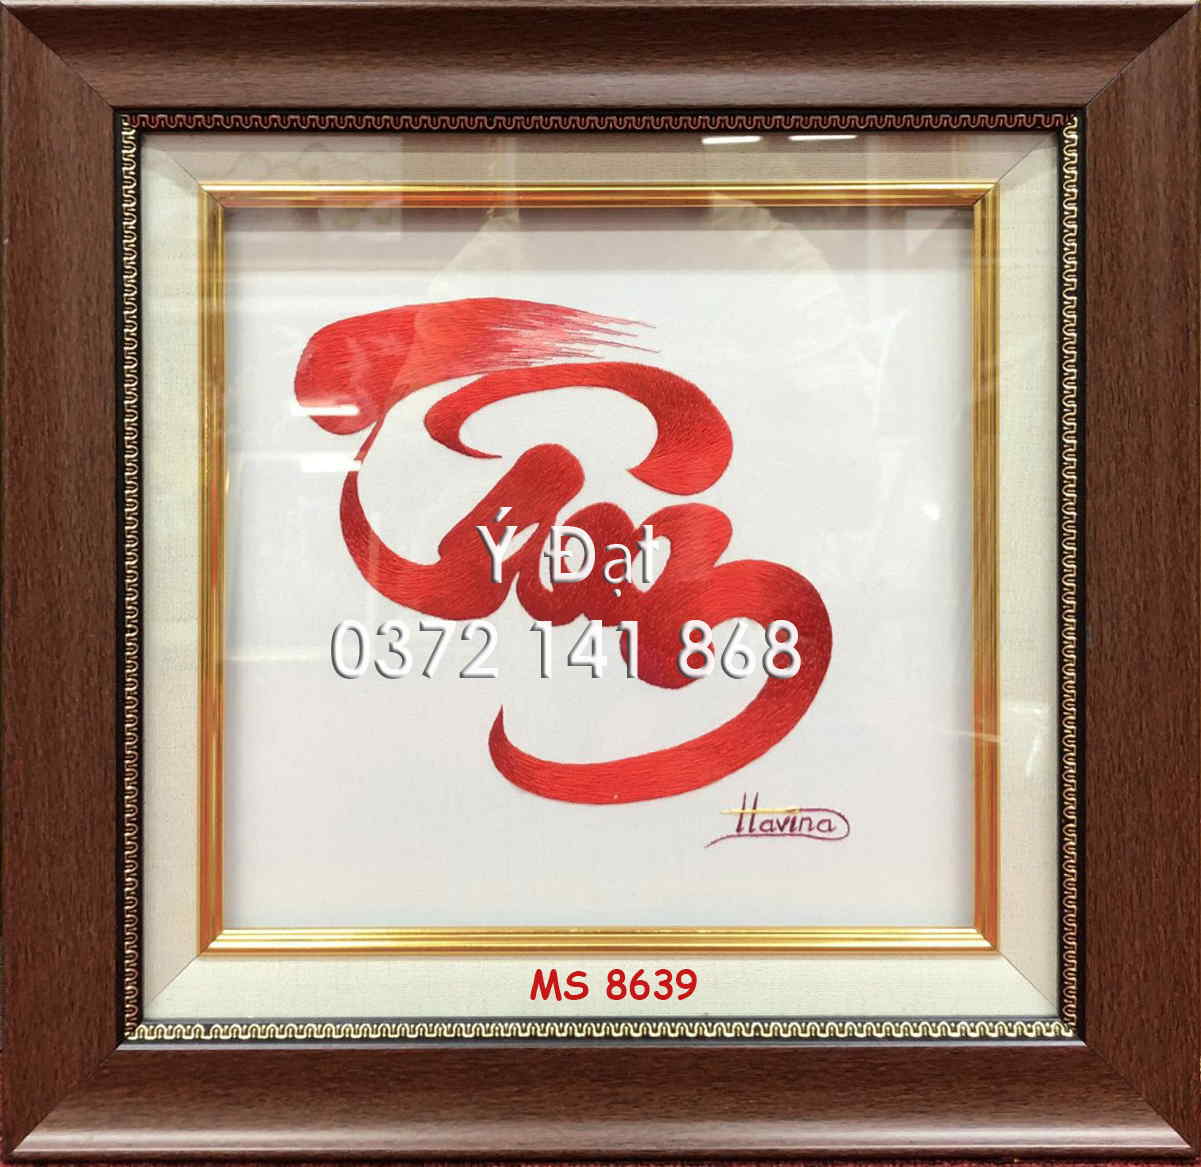 Ý Đạt
0372 141 868
Havina
MS 8639